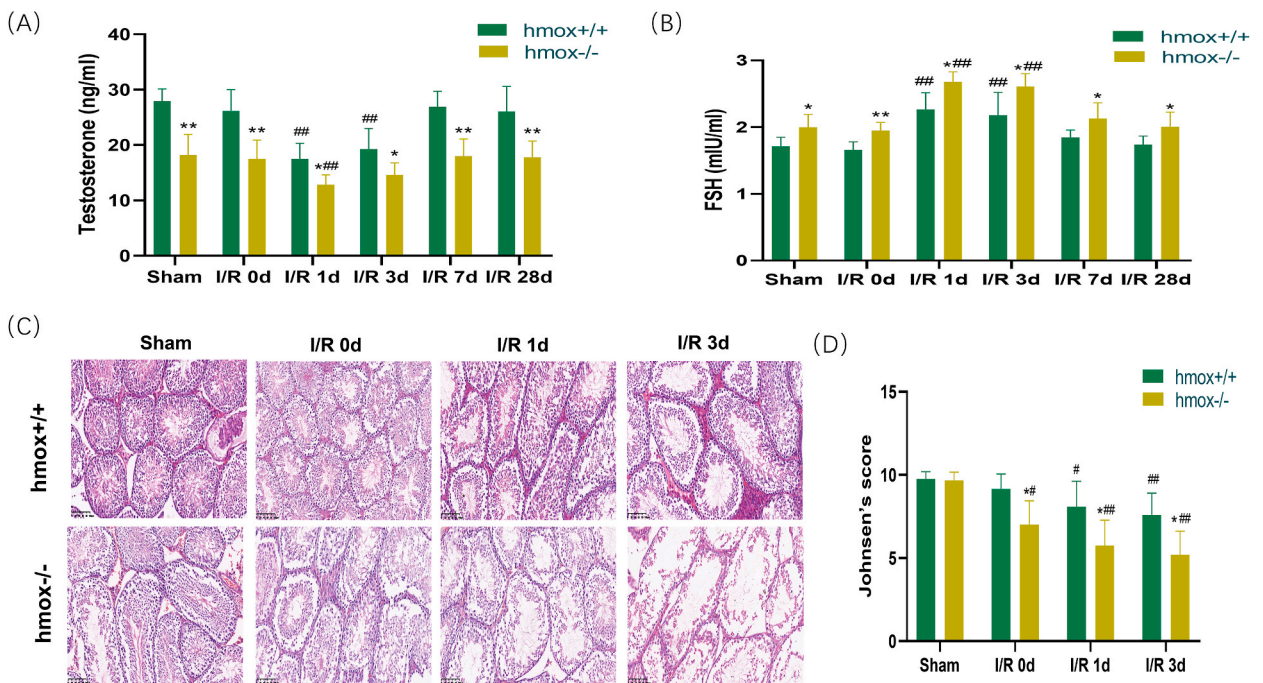 (A)
hmox+/+
hmox-/-
Testosterone (ng/ml)
40
30
20
10
0
**
**
##
*##
##
*
**
**
Sham I/R 0d I/R 1d I/R 3d I/R 7d I/R 28d
(B)
hmox+/+
hmox-/-
FSH (mIU/ml)
3
2
1
0
*
**
##
*##
##
*##
*
*
Sham I/R 0d I/R 1d I/R 3d I/R 7d I/R 28d
(C)
Sham I/R 0d I/R 1d I/R 3d
hmox+/+
hmox-/-
(D)
hmox+/+
hmox-/-
Johnsen's score
15
10
5
0
*#
#
*##
##
*##
Sham I/R 0d I/R 1d I/R 3d